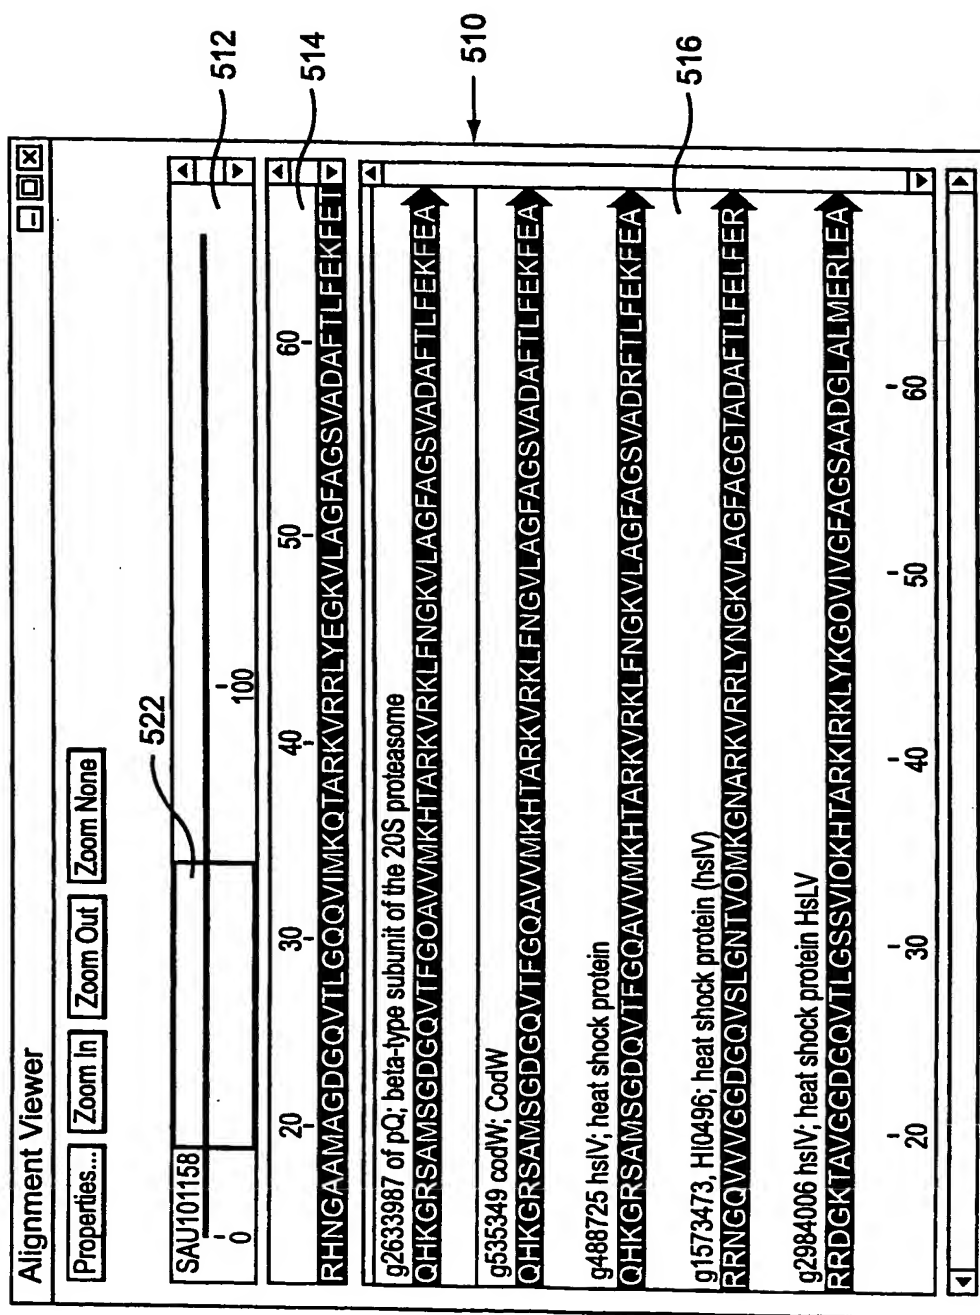 Alignment Viewer
Properties... Zoom In Zoom Out Zoom None
522
SAU101158
0 100
512
20 30 40 50 60
514
RHNGAAMAGDGQVTLGQQVIMKQTARKVRRLYEGKVLAGFAGSVADAFTLFEKFET
510
g2633987 of pQ; beta-type subunit of the 20S proteasome
QHKGRSAMSGDGQVTFGQAVVMKHTARKVRKLFNGKVLAGFAGSVADAFTLFEKFEA
g535349 codW; CodW
QHKGRSAMSGDGQVTFGQAVVMKHTARKVRKLFNGVLAGFAGSVADAFTLFEKFEA
g488725 hslV; heat shock protein
QHKGRSAMSGDQVTFGQAVVMKHTARKVRKLFNGKVLAGFAGSVADRFTLFEKFEA
516
g1573473, HI0496; heat shock protein (hslV)
RRNGQWVVGGDGQVSLGNTVOMKGNARKVRRLYNGKVLAGFAGGTADAFTLFELFER
g2984006 hslV; heat shock protein HsLV
RRDGKTAVGGDGQVTLGSSVIOKHTARKIRKLYKGOVIVGFAGSAADGLALMERLEA
20 30 40 50 60